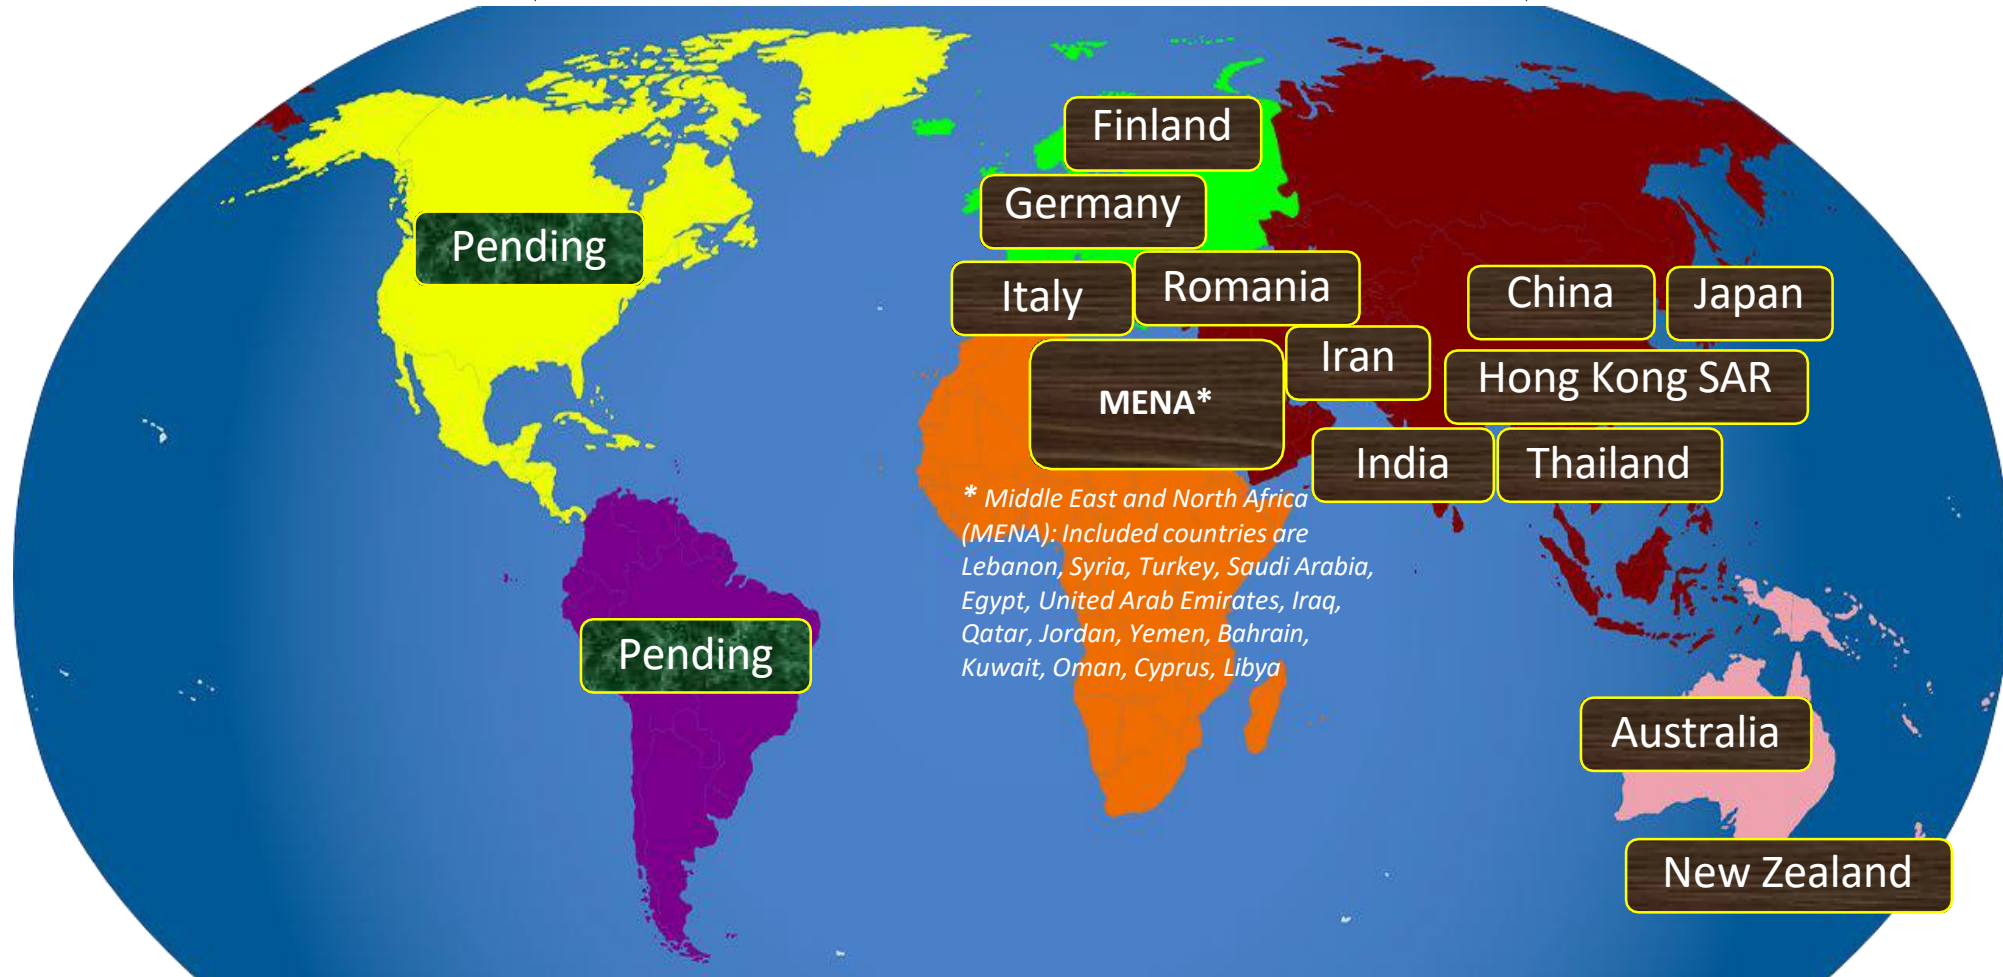 Finland
Germany
Pending
Italy
Romania
China
Japan
Iran
Hong Kong SAR
MENA*
India
Thailand
* Middle East and North Africa
(MENA): Included countries are
Lebanon, Syria, Turkey, Saudi Arabia,
Egypt, United Arab Emirates, Iraq,
Qatar, Jordan, Yemen, Bahrain,
Kuwait, Oman, Cyprus, Libya
Pending
Australia
New Zealand